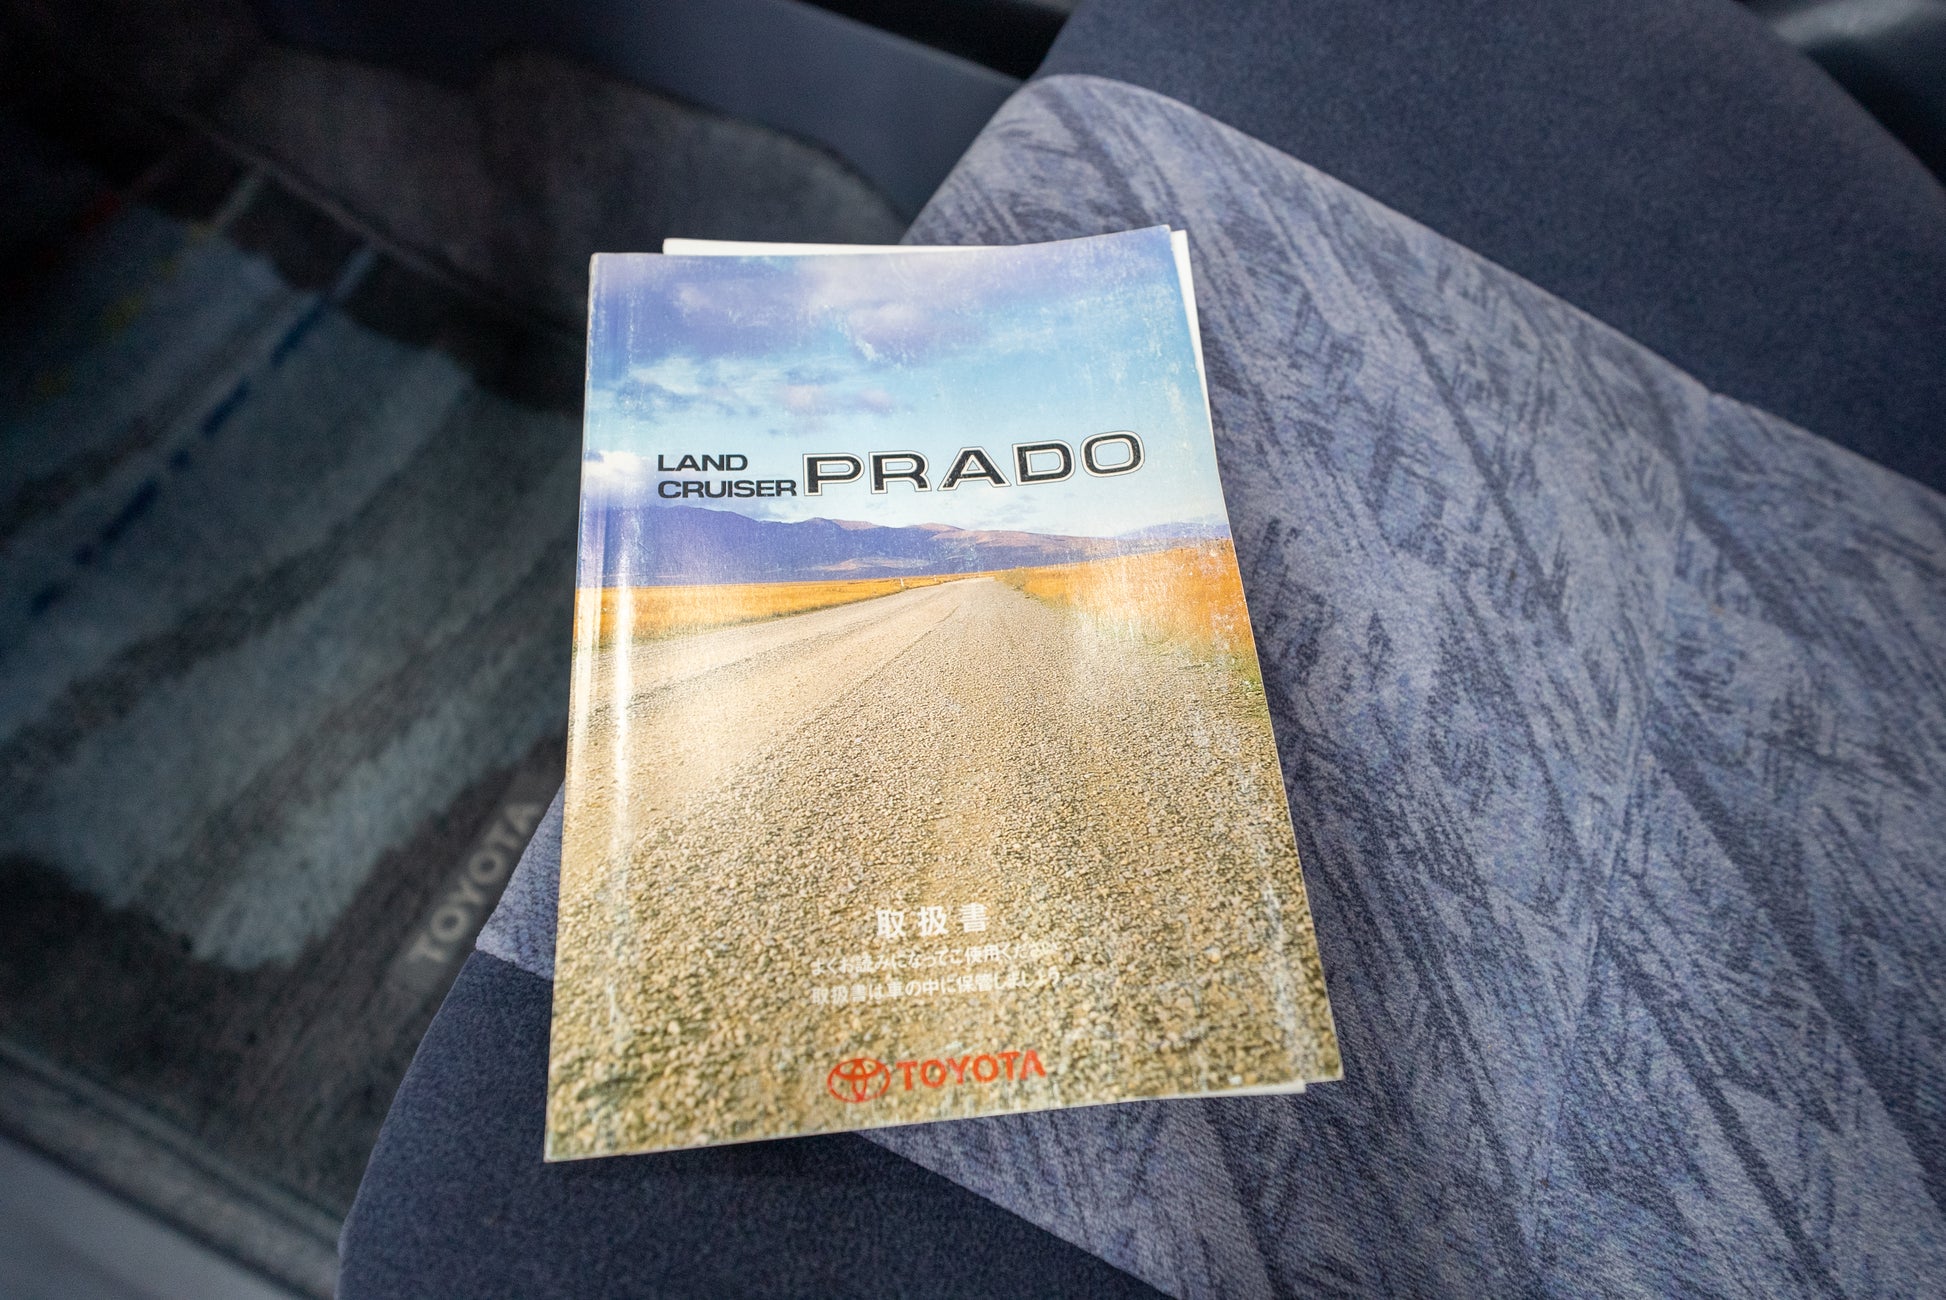 LAND
CRUISER PRADO
取扱書
よくお読みになってご使用ください
取扱書は車の中に保管しましょう
TOYOTA
TOYOTA